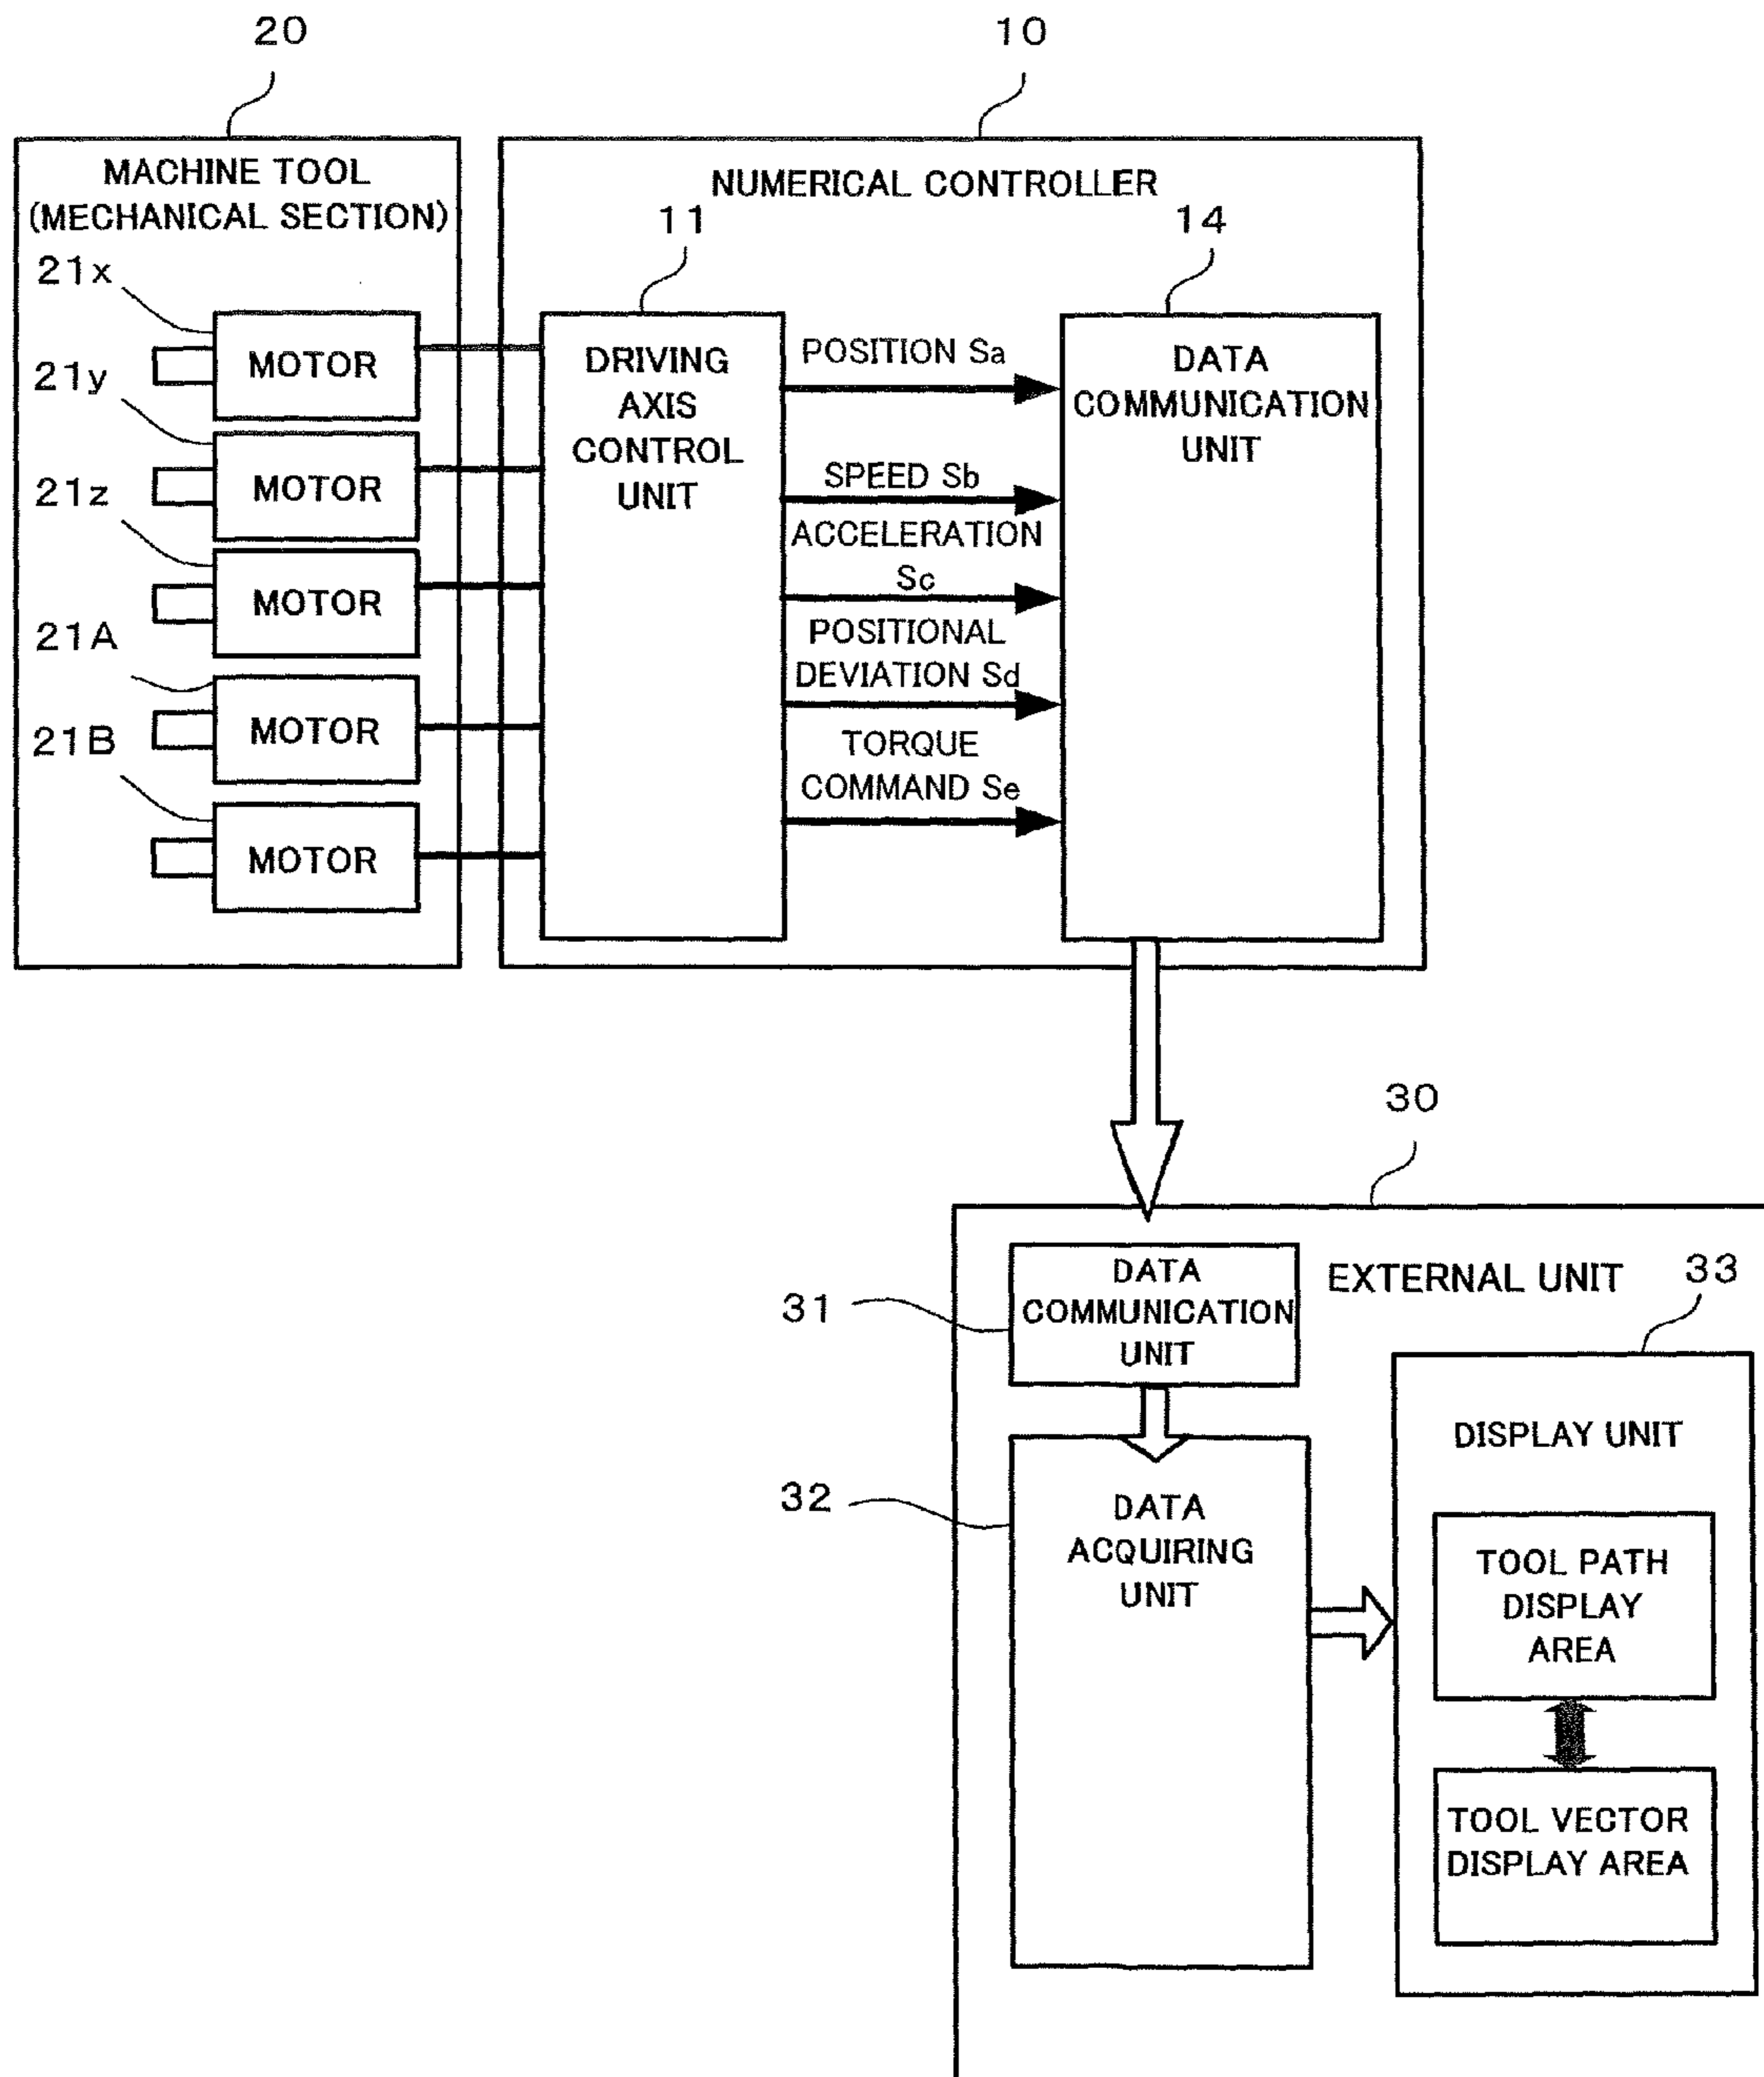 20
10
MACHINE TOOL
(MECHANICAL SECTION)
NUMERICAL CONTROLLER
11
14
21x
MOTOR
21y
MOTOR
21z
MOTOR
21A
MOTOR
21B
MOTOR
DRIVING
AXIS
CONTROL
UNIT
POSITION Sa
SPEED Sb
ACCELERATION
Sc
POSITIONAL
DEVIATION Sd
TORQUE
COMMAND Se
DATA
COMMUNICATION
UNIT
30
EXTERNAL UNIT
31
DATA
COMMUNICATION
UNIT
32
DATA
ACQUIRING
UNIT
33
DISPLAY UNIT
TOOL PATH
DISPLAY
AREA
TOOL VECTOR
DISPLAY AREA